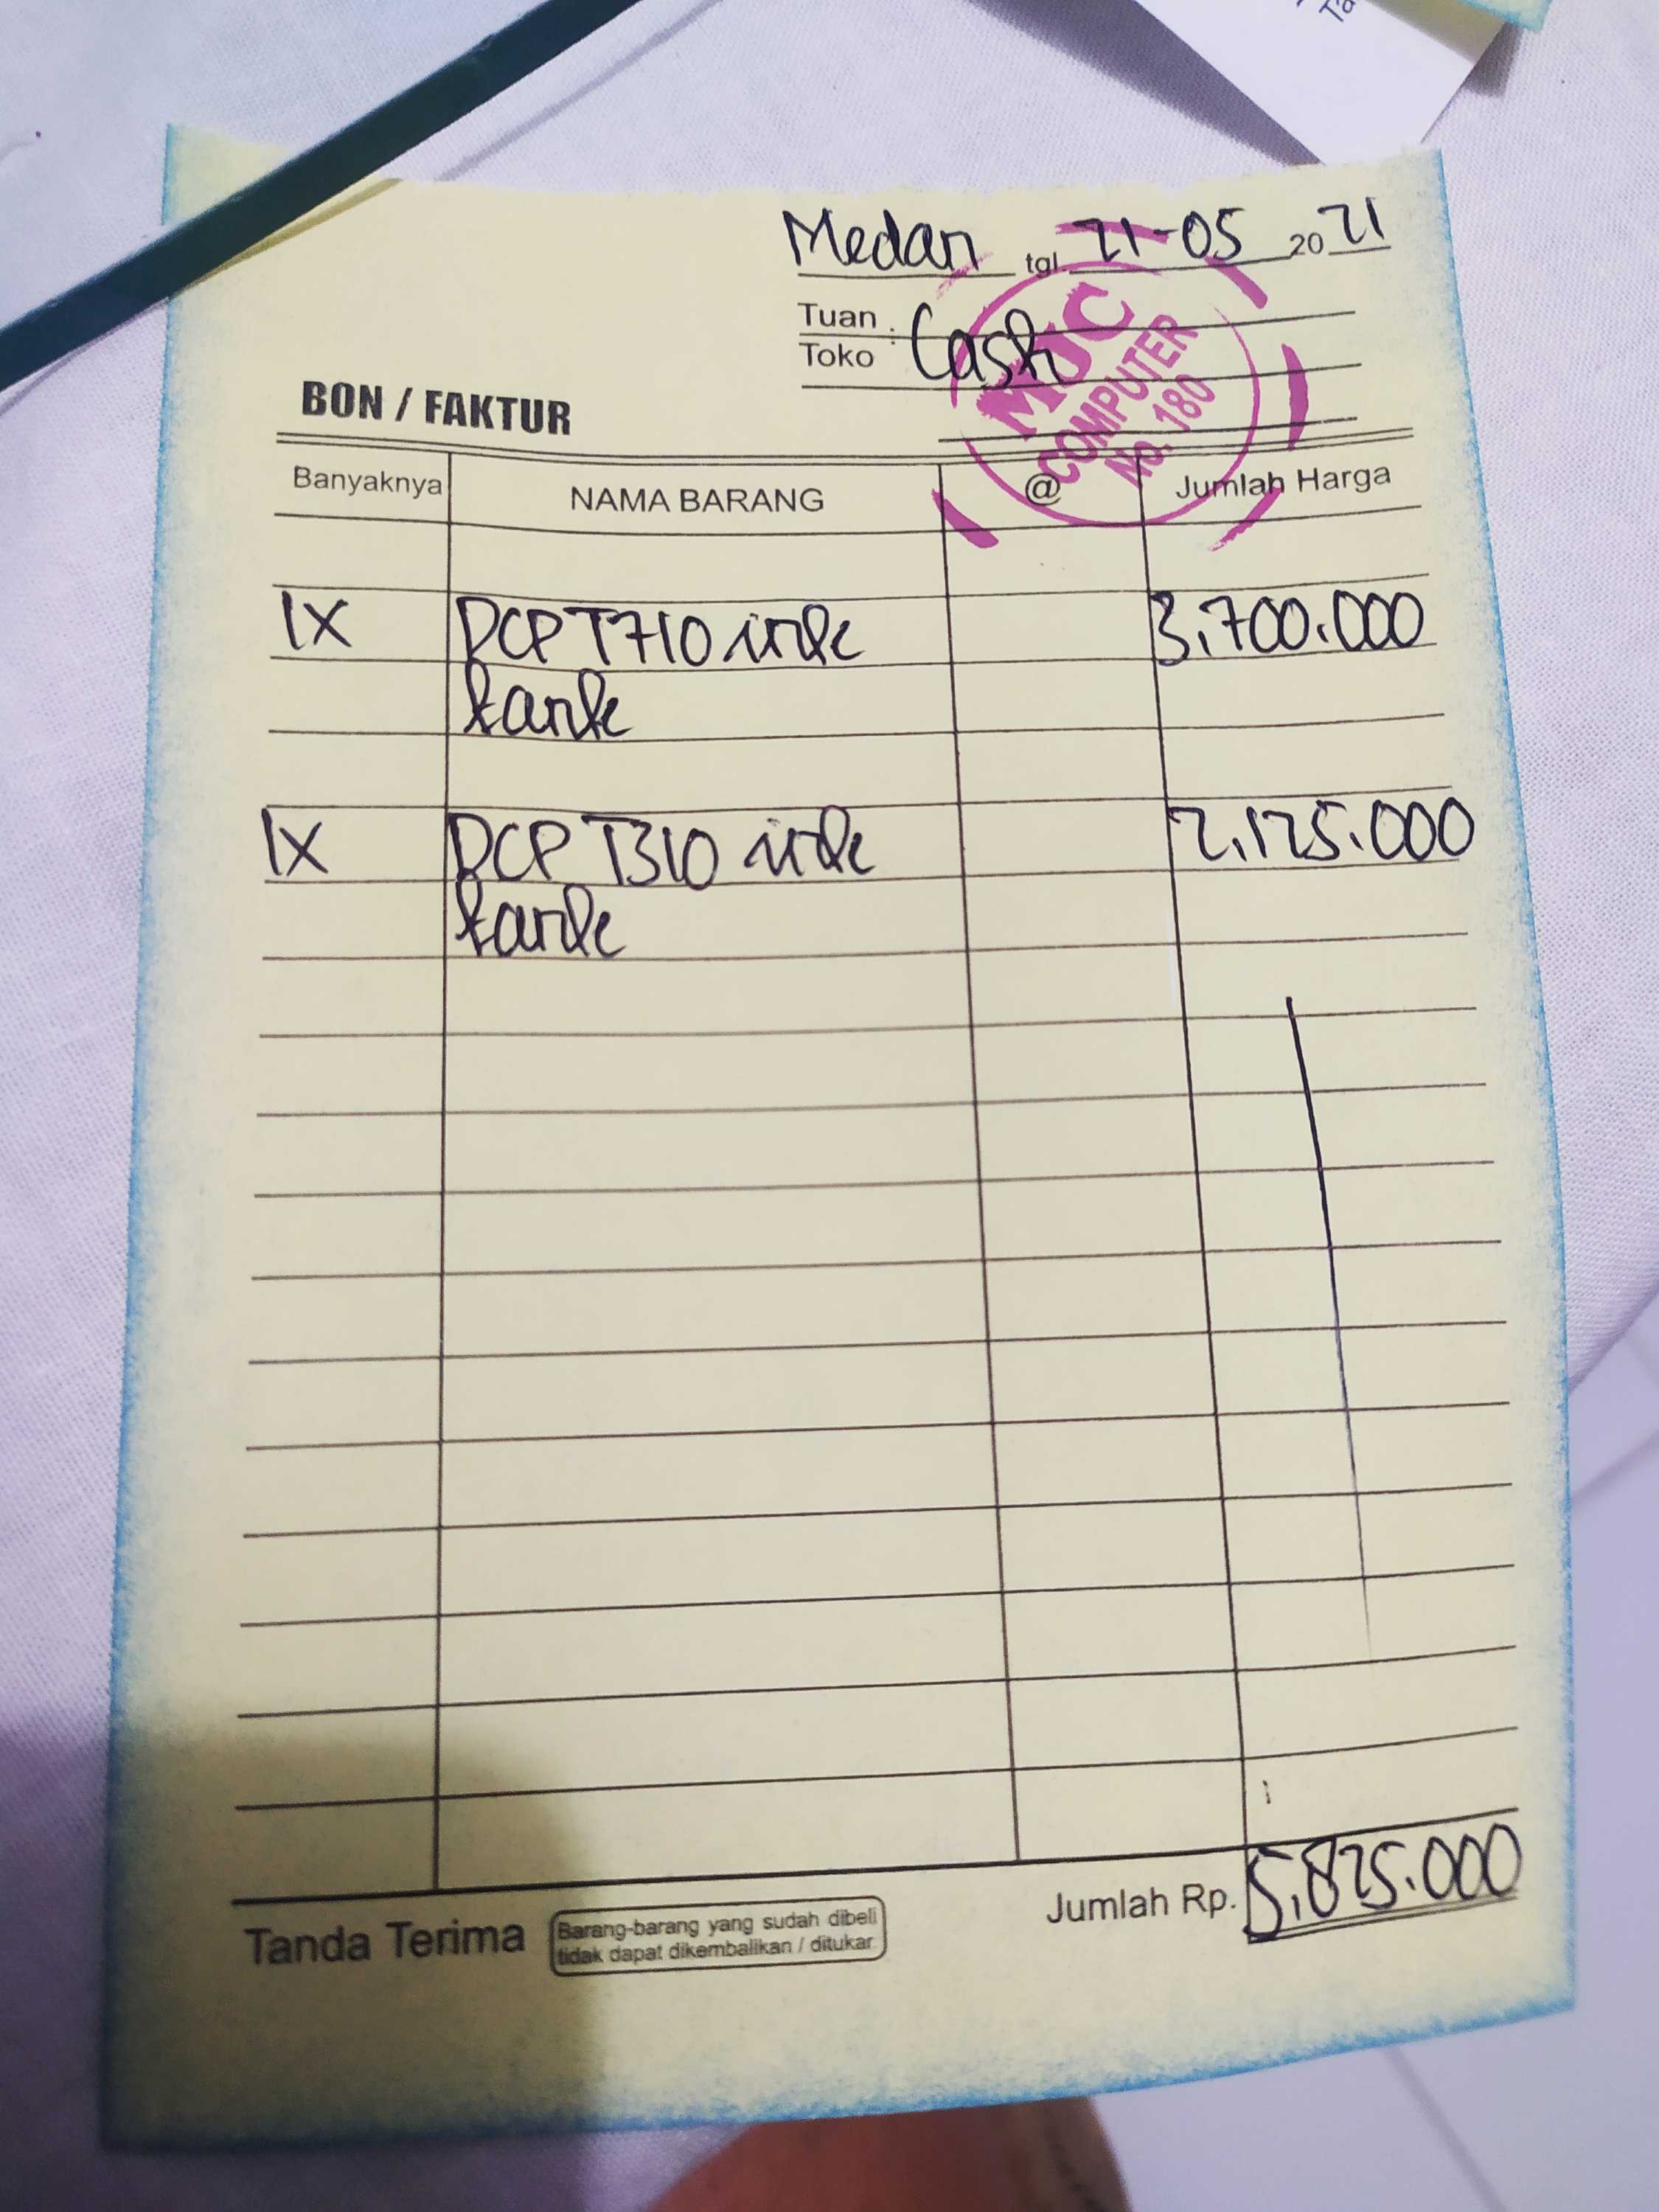 Ta
Medan tgl 21-05 2021
Tuan :
Toko Cash
MJC
COMPUTER
No. 180
BON / FAKTUR
Banyaknya NAMA BARANG @ Jumlah Harga
1X DCP T710 ink 3.700.000
tank
1X DCP T310 ink 2.125.000
tank
Jumlah Rp. 5.825.000
Tanda Terima Barang-barang yang sudah dibeli
tidak dapat dikembalikan / ditukar